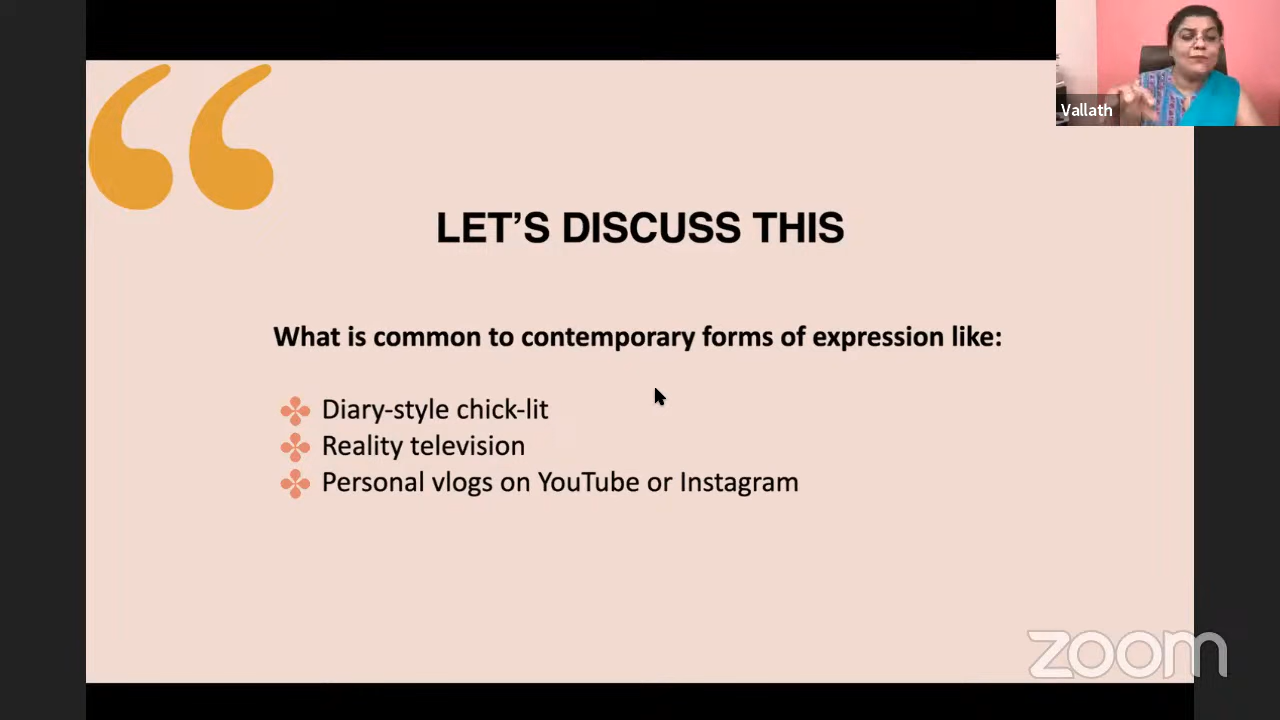 Vallath
LET'S DISCUSS THIS
What is common to contemporary forms of expression like:
Diary-style chick-lit
Reality television
Personal vlogs on YouTube or Instagram
zoom